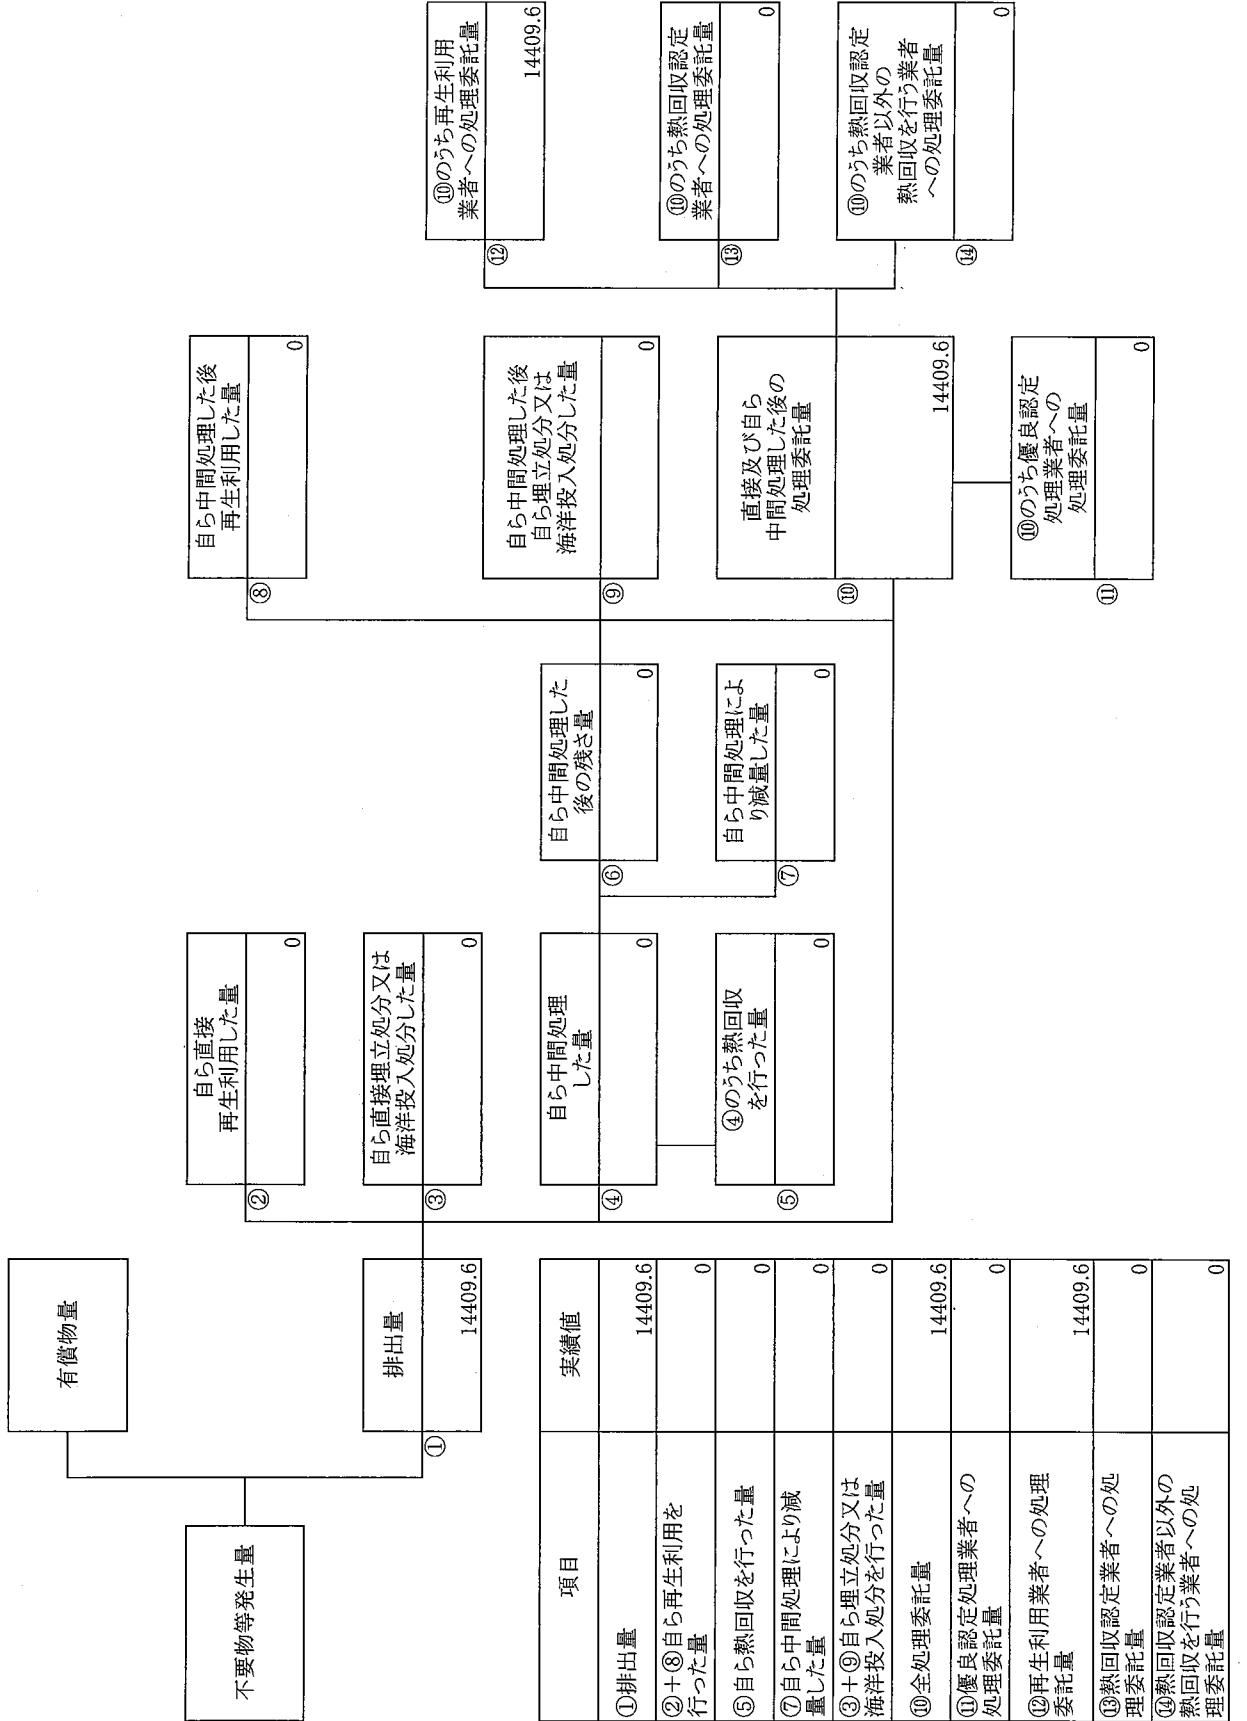 不要物等発生量
有償物量
排出量
14409.6
①
自ら直接
再生利用した量
0
②
自ら直接埋立処分又は
海洋投入処分した量
0
③
自ら中間処理
した量
0
④
④のうち熱回収
を行った量
0
⑤
自ら中間処理した
後の残さ量
0
⑥
自ら中間処理によ
り減量した量
0
⑦
自ら中間処理した後
再生利用した量
0
⑧
自ら中間処理した後
自ら埋立処分又は
海洋投入処分した量
0
⑨
直接及び自ら
中間処理した後の
処理委託量
14409.6
⑩
⑩のうち優良認定
処理業者への
処理委託量
0
⑪
⑩のうち再生利用
業者への処理委託量
14409.6
⑫
⑩のうち熱回収認定
業者への処理委託量
0
⑬
⑩のうち熱回収認定
業者以外の
熱回収を行う業者
への処理委託量
0
⑭
項目 実績値
①排出量 14409.6
②+⑧自ら再生利用を
行った量 0
⑤自ら熱回収を行った量 0
⑦自ら中間処理により減
量した量 0
③+⑨自ら埋立処分又は
海洋投入処分を行った量 0
⑩全処理委託量 14409.6
⑪優良認定処理業者への
処理委託量 0
⑫再生利用業者への処理
委託量 14409.6
⑬熱回収認定業者への処
理委託量 0
⑭熱回収認定業者以外の
熱回収を行う業者への処
理委託量 0